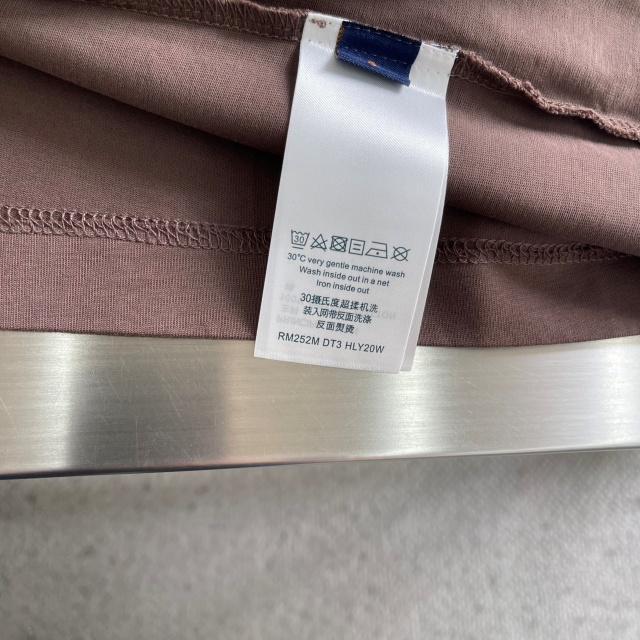 30
30°C very gentle machine wash
Wash inside out in a net
Iron inside out
30摄氏度超揉机洗
装入网带反面洗涤
反面熨烫
RM252M DT3 HLY20W